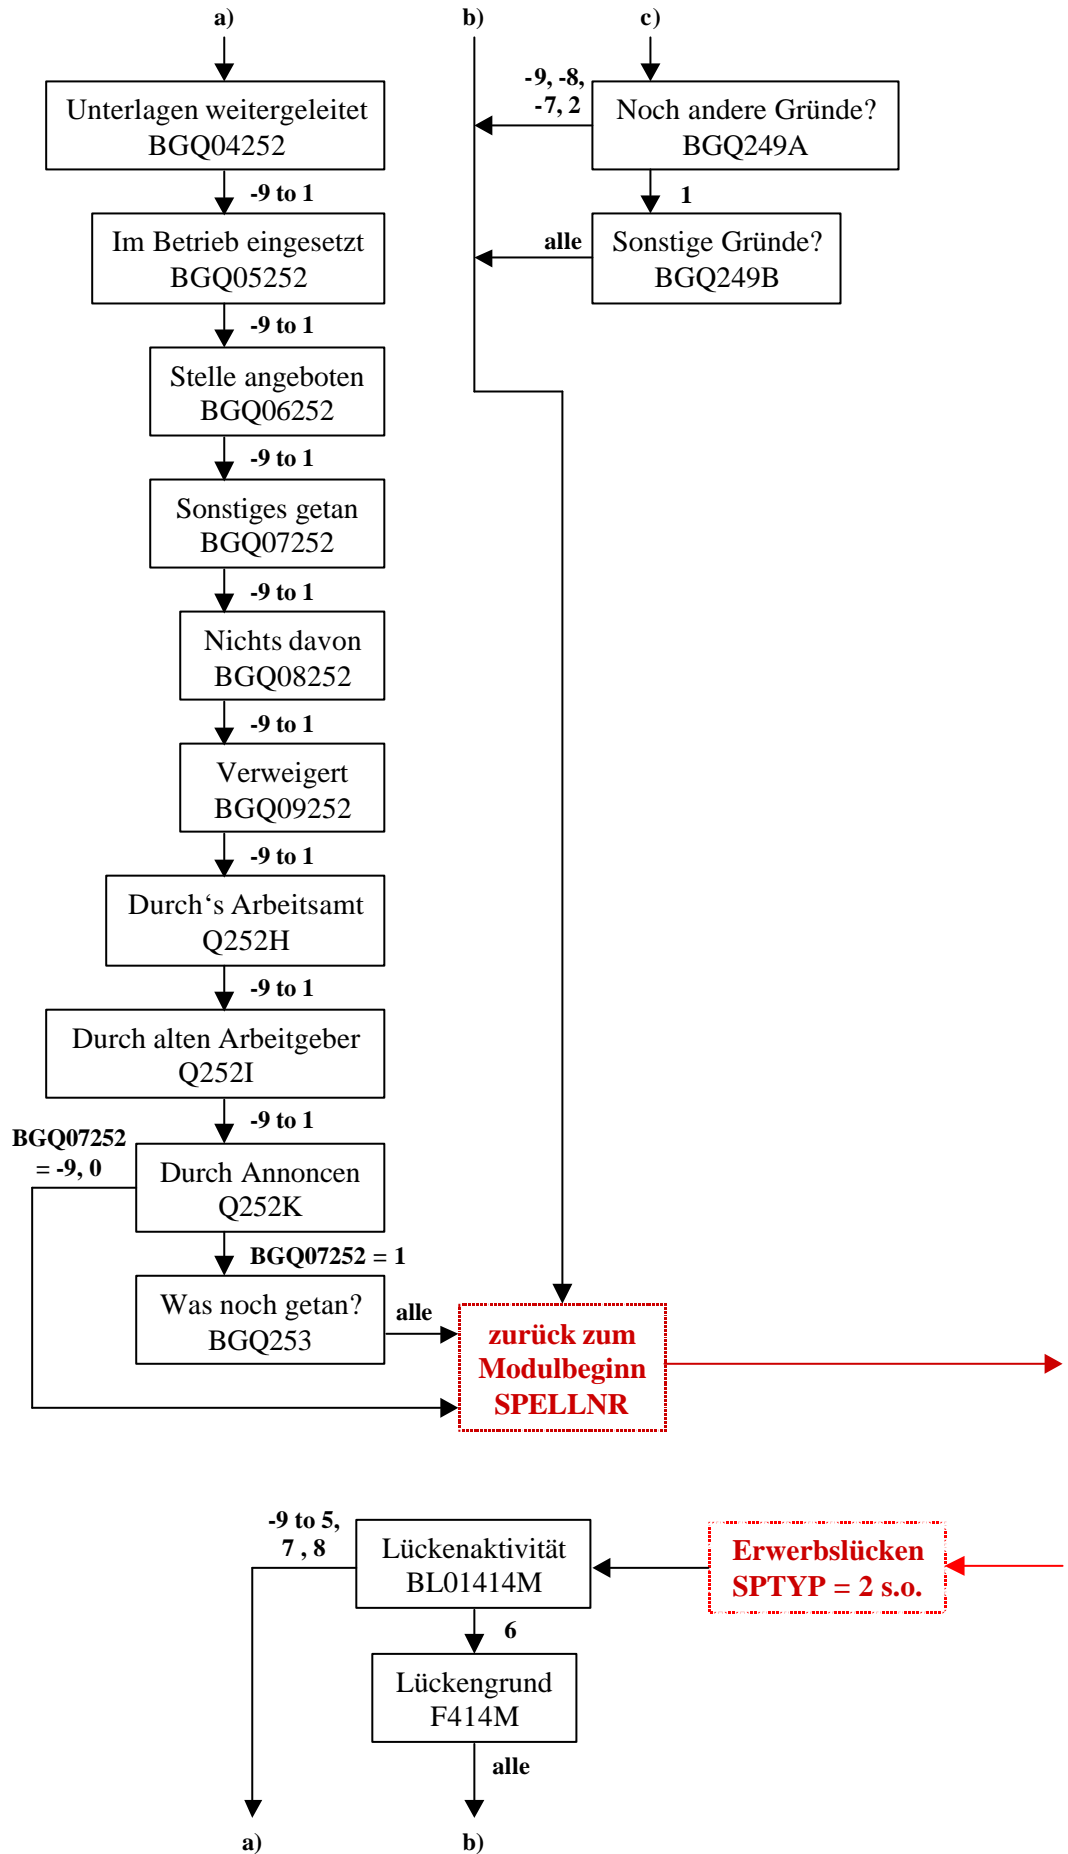 a)
b)
c)
Unterlagen weitergeleitet
BGQ04252
-9, -8,
-7, 2
Noch andere Gründe?
BGQ249A
-9 to 1
1
Im Betrieb eingesetzt
BGQ05252
alle
Sonstige Gründe?
BGQ249B
-9 to 1
Stelle angeboten
BGQ06252
-9 to 1
Sonstiges getan
BGQ07252
-9 to 1
Nichts davon
BGQ08252
-9 to 1
Verweigert
BGQ09252
-9 to 1
Durch‘s Arbeitsamt
Q252H
-9 to 1
Durch alten Arbeitgeber
Q252I
-9 to 1
BGQ07252
= -9, 0
Durch Annoncen
Q252K
BGQ07252 = 1
Was noch getan?
BGQ253
alle
zurück zum
Modulbeginn
SPELLNR
-9 to 5,
7 , 8
Lückenaktivität
BL01414M
Erwerbslücken
SPTYP = 2 s.o.
6
Lückengrund
F414M
alle
a)
b)